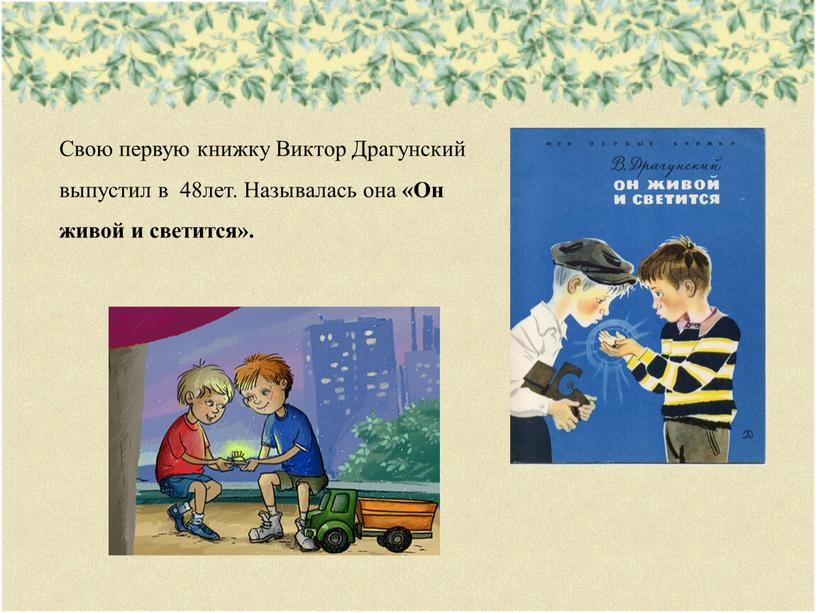 Свою первую книжку Виктор Драгунский
выпустил в 48лет. Называлась она «Он
живой и светится».
МОИ ПЕРВЫЕ КНИЖКИ
В. Драгунский
ОН ЖИВОЙ
И СВЕТИТСЯ